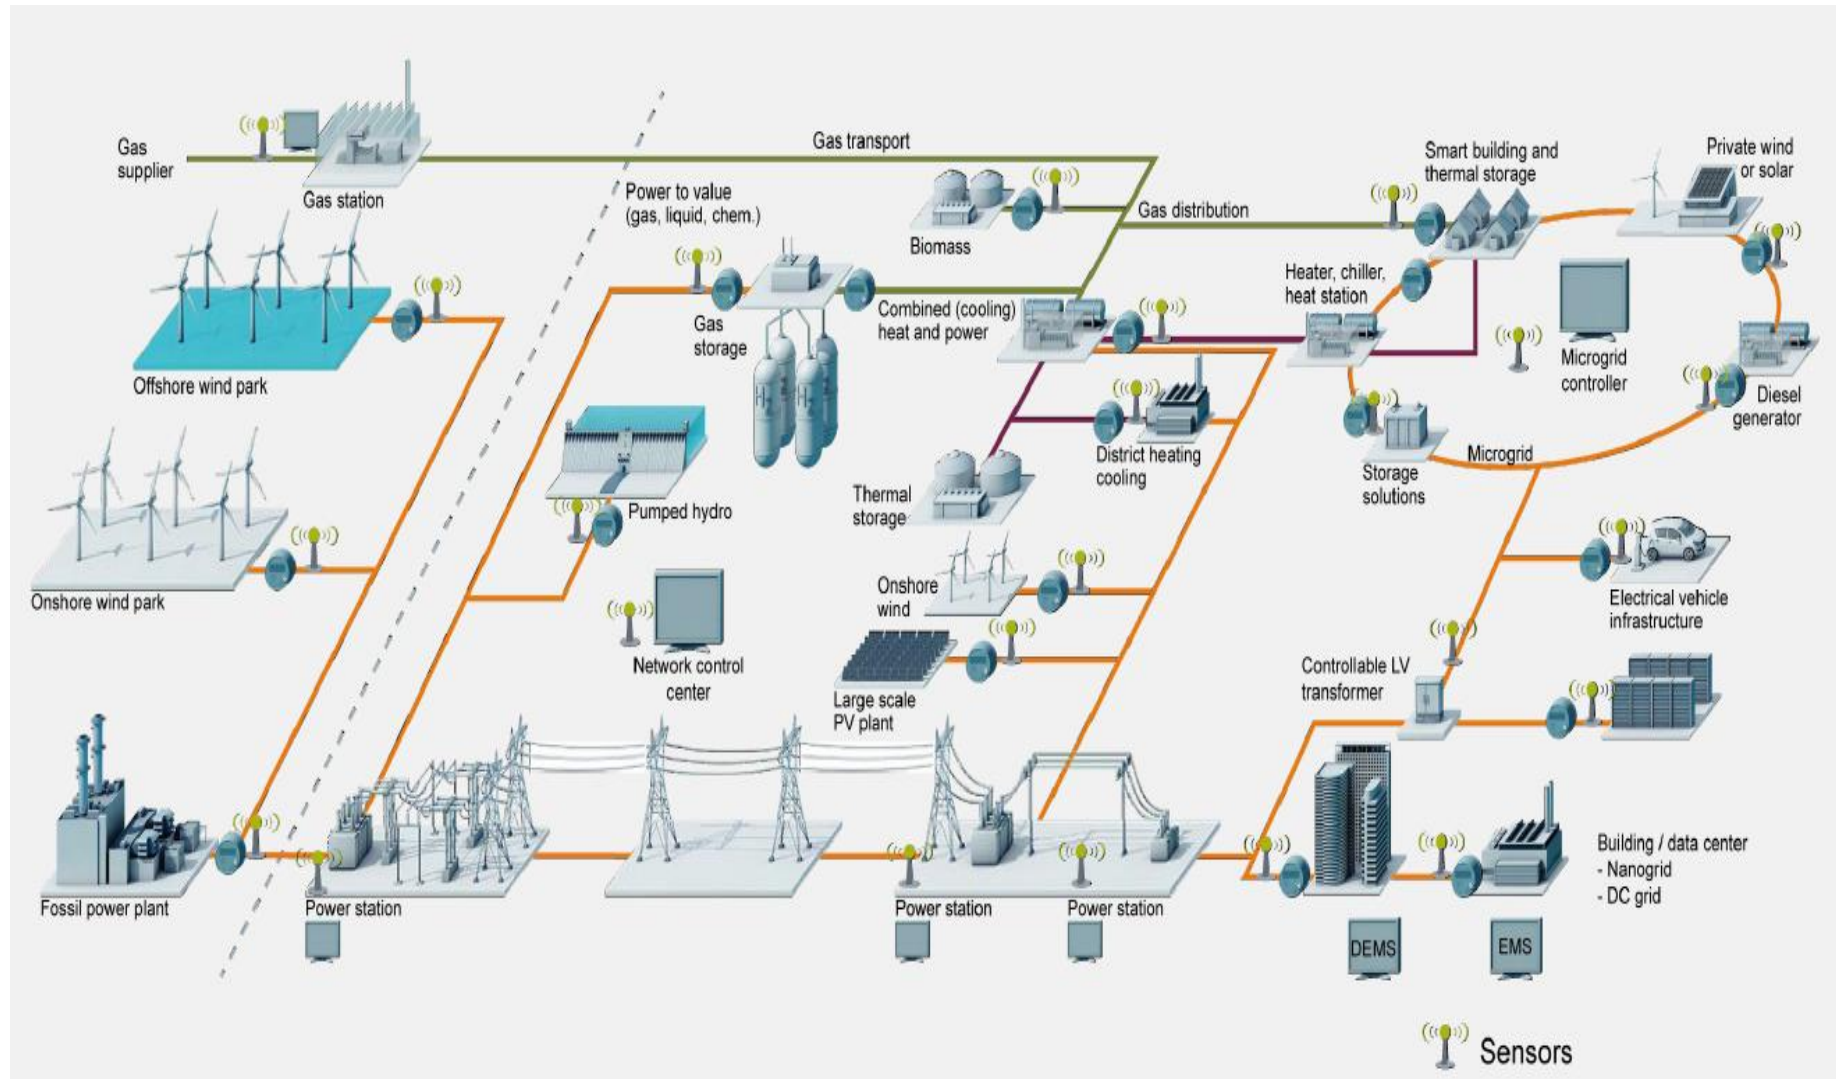 Gas
supplier
Gas station
Gas transport
Power to value
(gas, liquid, chem.)
Biomass
Gas distribution
Smart building and
thermal storage
Private wind
or solar
Heater, chiller,
heat station
Offshore wind park
Gas
storage
Combined (cooling)
heat and power
Microgrid
controller
Diesel
generator
District heating
cooling
Microgrid
Storage
solutions
Thermal
storage
Pumped hydro
Onshore wind park
Onshore
wind
Electrical vehicle
infrastructure
Network control
center
Large scale
PV plant
Controllable LV
transformer
Building / data center
- Nanogrid
- DC grid
Fossil power plant
Power station
Power station
Power station
DEMS
EMS
Sensors